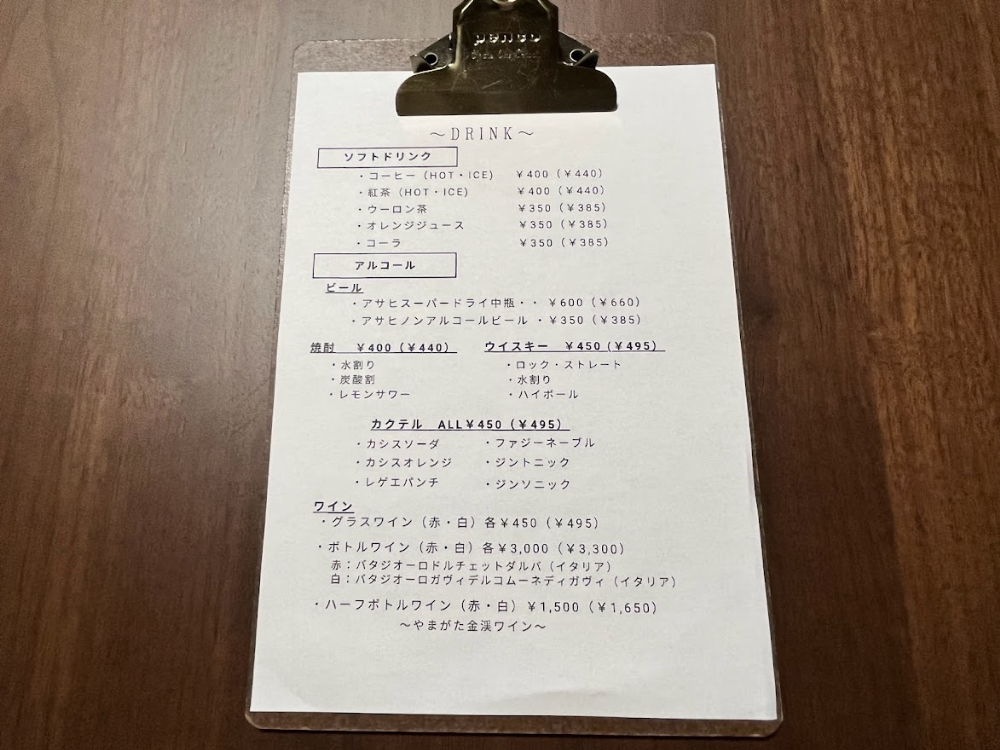 penco
～DRINK～
ソフトドリンク
・コーヒー（HOT・ICE） ￥400（￥440）
・紅茶（HOT・ICE） ￥400（￥440）
・ウーロン茶 ￥350（￥385）
・オレンジジュース ￥350（￥385）
・コーラ ￥350（￥385）
アルコール
ビール
・アサヒスーパードライ中瓶・・ ￥600（￥660）
・アサヒノンアルコールビール ・￥350（￥385）
焼酎 ￥400（￥440） ウイスキー ￥450（￥495）
・水割り ・ロック・ストレート
・炭酸割 ・水割り
・レモンサワー ・ハイボール
カクテル ALL￥450（￥495）
・カシスソーダ ・ファジーネーブル
・カシスオレンジ ・ジントニック
・レゲエパンチ ・ジンソニック
ワイン
・グラスワイン（赤・白）各￥450（￥495）
・ボトルワイン（赤・白）各￥3,000（￥3,300）
赤：バタジオーロドルチェットダルバ（イタリア）
白：バタジオーロガヴィデルコムーネディガヴィ（イタリア）
・ハーフボトルワイン（赤・白）￥1,500（￥1,650）
～やまがた金渓ワイン～